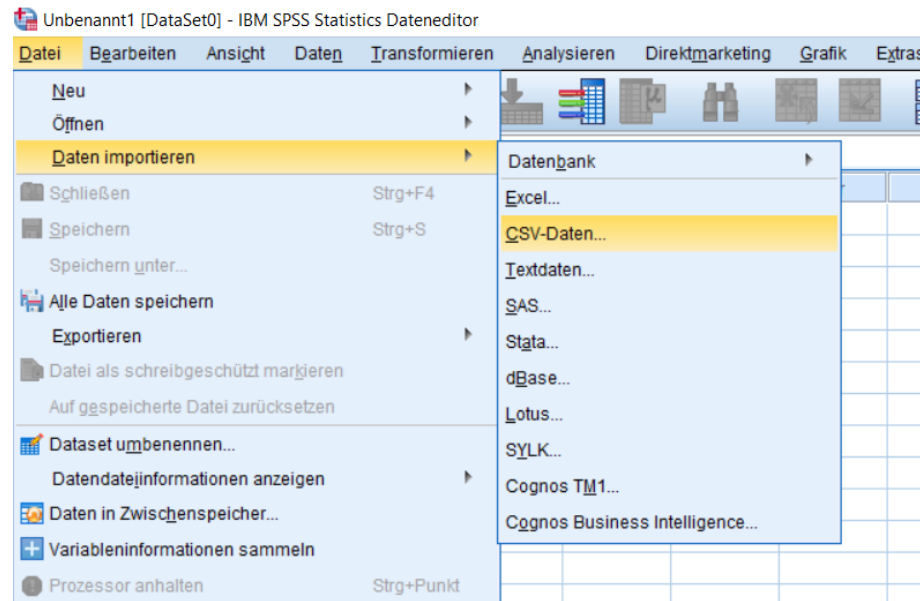 Unbenannt1 [DataSet0] - IBM SPSS Statistics Dateneditor
Datei Bearbeiten Ansicht Daten Transformieren Analysieren Direktmarketing Grafik Extras
Neu
Öffnen
Daten importieren
Schließen Strg+F4
Speichern Strg+S
Speichern unter...
Alle Daten speichern
Exportieren
Datei als schreibgeschützt markieren
Auf gespeicherte Datei zurücksetzen
Dataset umbenennen...
Datendateiinformationen anzeigen
Daten in Zwischenspeicher...
Variableninformationen sammeln
Prozessor anhalten Strg+Punkt
Datenbank
Excel...
CSV-Daten...
Textdaten...
SAS...
Stata...
dBase...
Lotus...
SYLK...
Cognos TM1...
Cognos Business Intelligence...